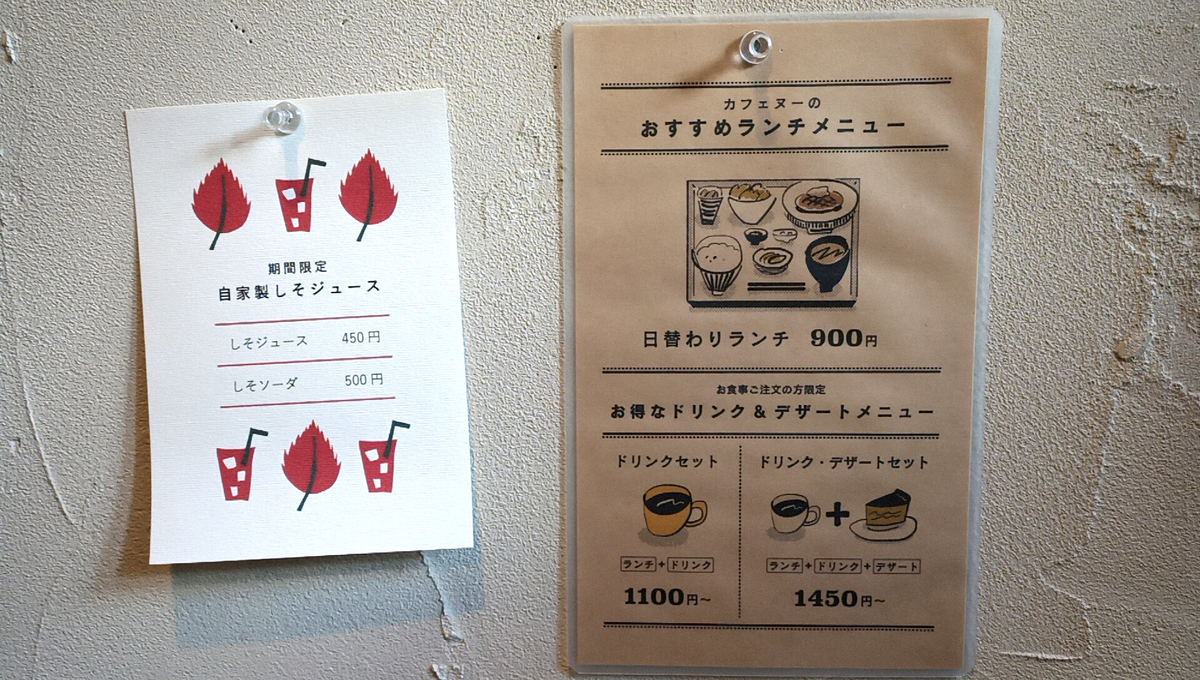 期間限定
自家製しそジュース
しそジュース 450円
しそソーダ 500円
カフェヌーの
おすすめランチメニュー
日替わりランチ 900円
お食事ご注文の方限定
お得なドリンク&デザートメニュー
ドリンクセット
ランチ+ドリンク
1100円〜
ドリンク・デザートセット
+
ランチ+ドリンク+デザート
1450円〜